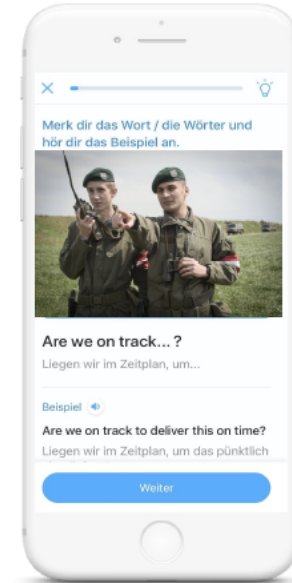 Merk dir das Wort / die Wörter und
hör dir das Beispiel an.
Are we on track... ?
Liegen wir im Zeitplan, um...
Beispiel
Are we on track to deliver this on time?
Liegen wir im Zeitplan, um das pünktlich
Weiter